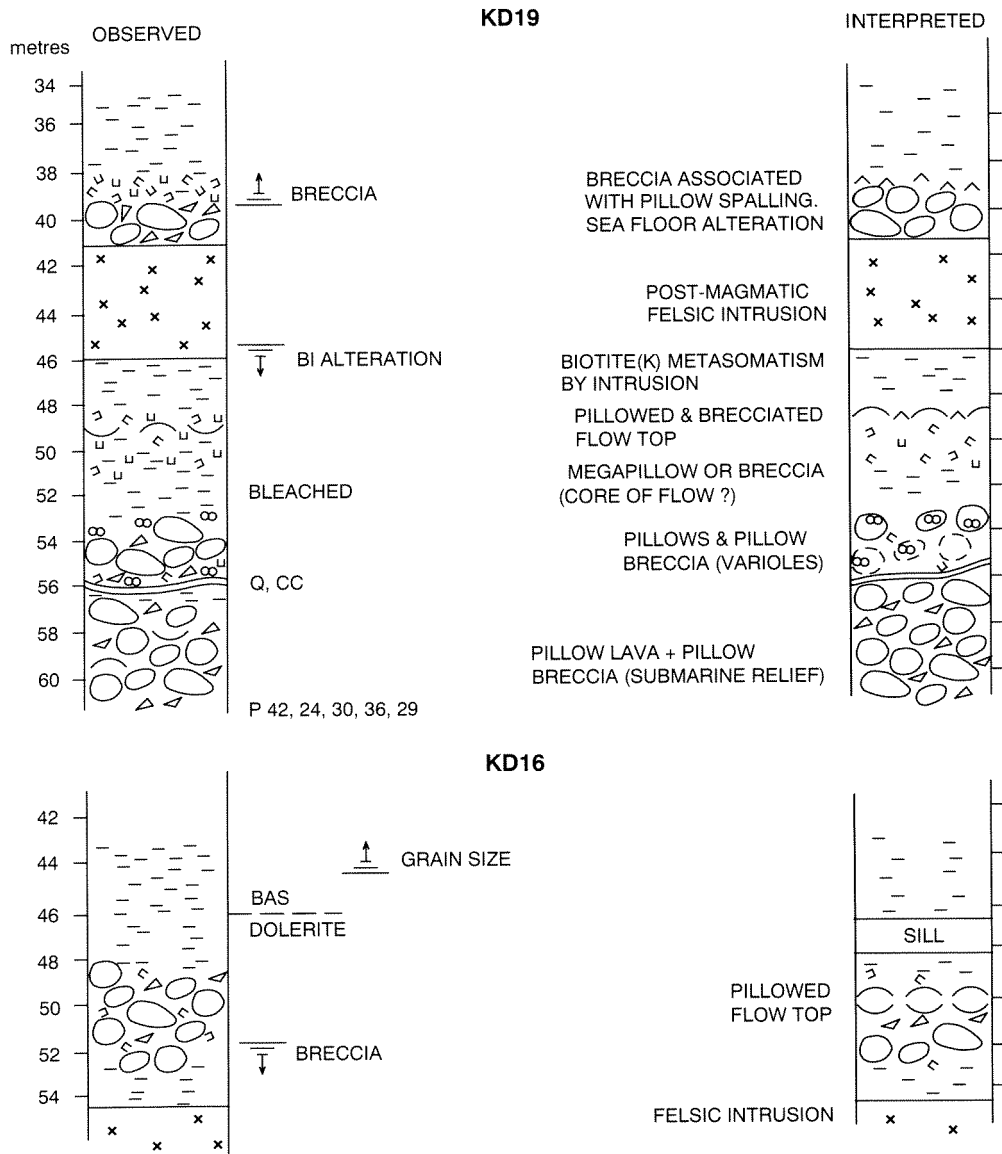 KD19
OBSERVED
INTERPRETED
metres
34
36
38
40
42
44
46
48
50
52
54
56
58
60
BRECCIA
BI ALTERATION
BLEACHED
Q, CC
P 42, 24, 30, 36, 29
BRECCIA ASSOCIATED
WITH PILLOW SPALLING.
SEA FLOOR ALTERATION
POST-MAGMATIC
FELSIC INTRUSION
BIOTITE(K) METASOMATISM
BY INTRUSION
PILLOWED & BRECCIATED
FLOW TOP
MEGAPILLOW OR BRECCIA
(CORE OF FLOW ?)
PILLOWS & PILLOW
BRECCIA (VARIOLES)
PILLOW LAVA + PILLOW
BRECCIA (SUBMARINE RELIEF)
KD16
42
44
46
48
50
52
54
GRAIN SIZE
BAS
DOLERITE
BRECCIA
SILL
PILLOWED
FLOW TOP
FELSIC INTRUSION